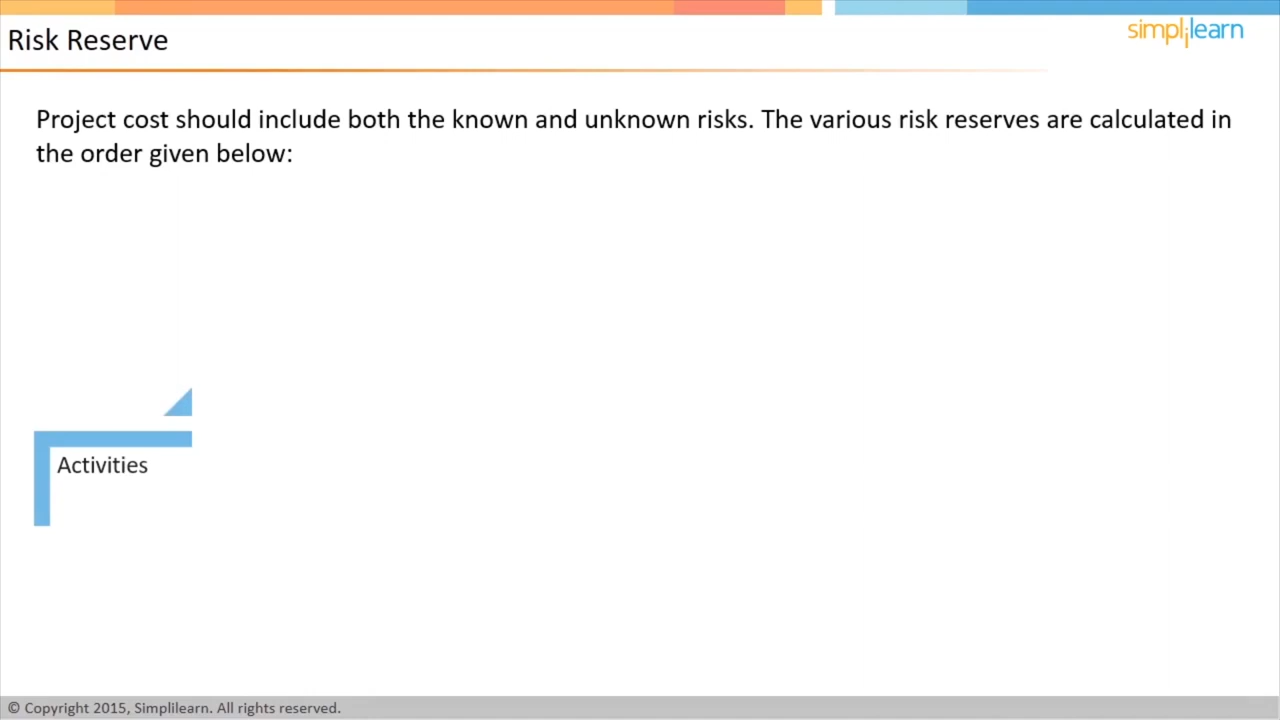 Risk Reserve
simplilearn
Project cost should include both the known and unknown risks. The various risk reserves are calculated in
the order given below:
Activities
© Copyright 2015, Simplilearn. All rights reserved.